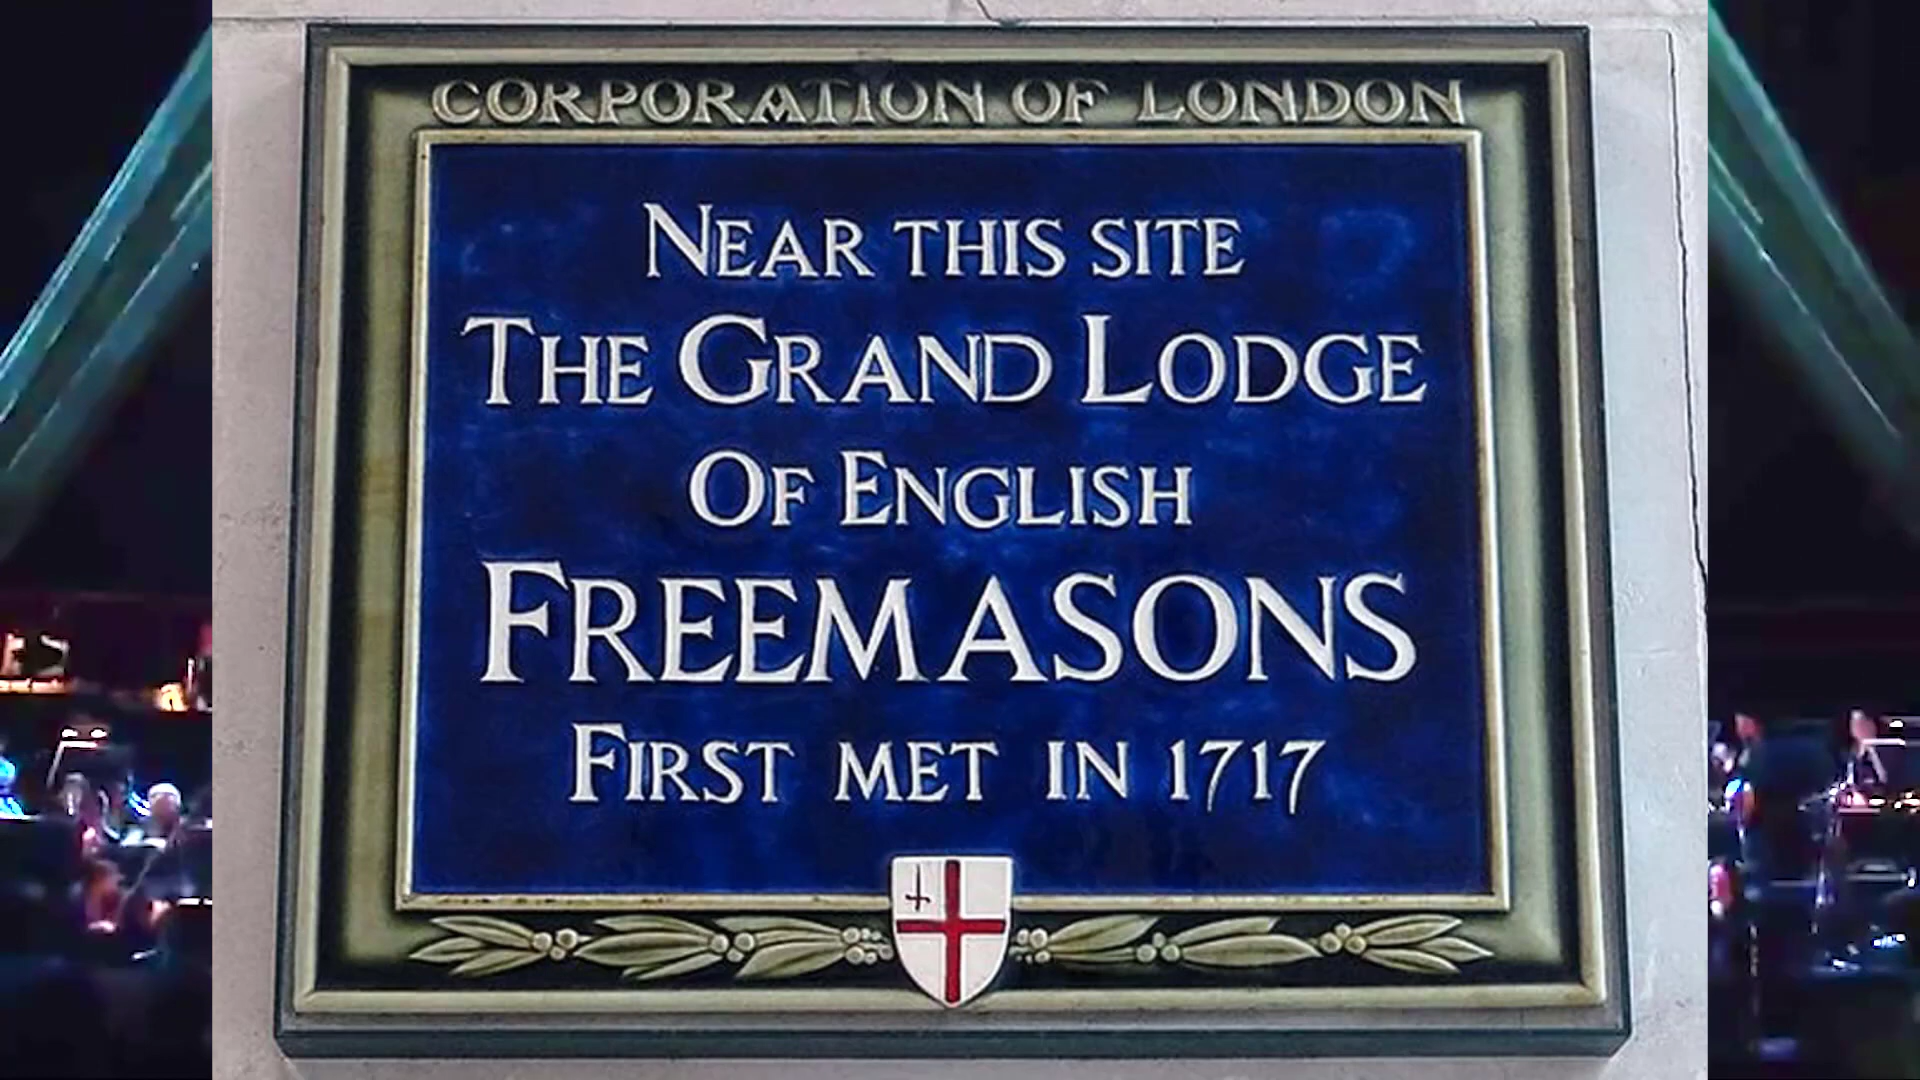 CORPORATION OF LONDON
NEAR THIS SITE
THE GRAND LODGE
OF ENGLISH
FREEMASONS
FIRST MET IN 1717